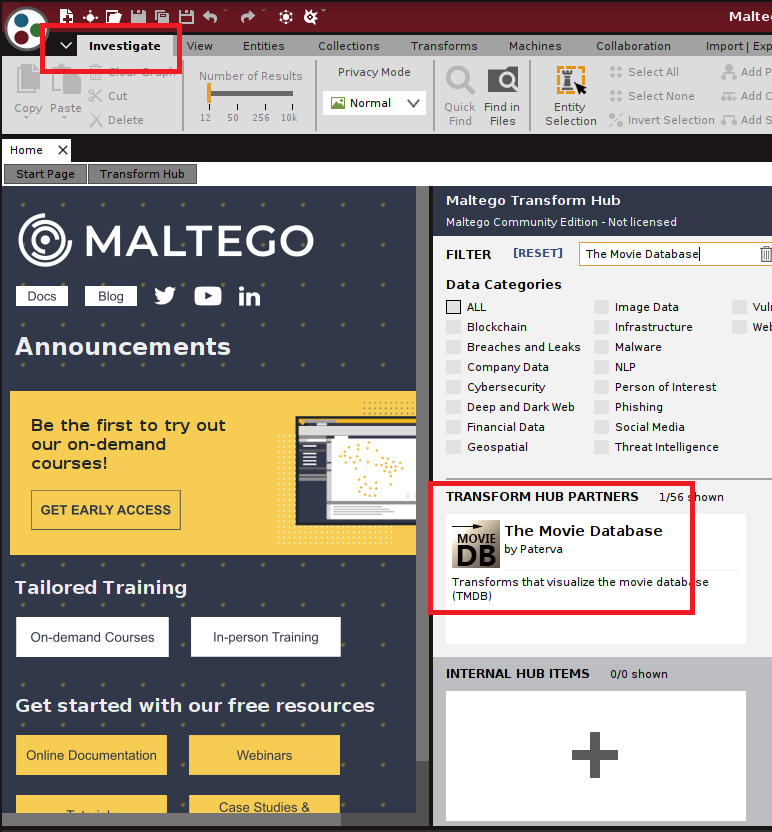 Malte
Investigate
View
Entities
Collections
Transforms
Machines
Collaboration
Import | Exp
Copy
Paste
Clear Graph
Cut
Delete
Number of Results
12 50 256 10k
Privacy Mode
Normal
Quick Find
Find in Files
Entity Selection
Select All
Select None
Invert Selection
Add P
Add C
Add S
Home
Start Page
Transform Hub
MALTEGO
Docs
Blog
Announcements
Be the first to try out
our on-demand
courses!
GET EARLY ACCESS
Tailored Training
On-demand Courses
In-person Training
Get started with our free resources
Online Documentation
Webinars
Case Studies &
Maltego Transform Hub
Maltego Community Edition - Not licensed
FILTER
[RESET]
The Movie Database
Data Categories
ALL
Blockchain
Breaches and Leaks
Company Data
Cybersecurity
Deep and Dark Web
Financial Data
Geospatial
Image Data
Infrastructure
Malware
NLP
Person of Interest
Phishing
Social Media
Threat Intelligence
Vul
Web
TRANSFORM HUB PARTNERS 1/56 shown
MOVIE
DB
The Movie Database
by Paterva
Transforms that visualize the movie database
(TMDB)
INTERNAL HUB ITEMS 0/0 shown